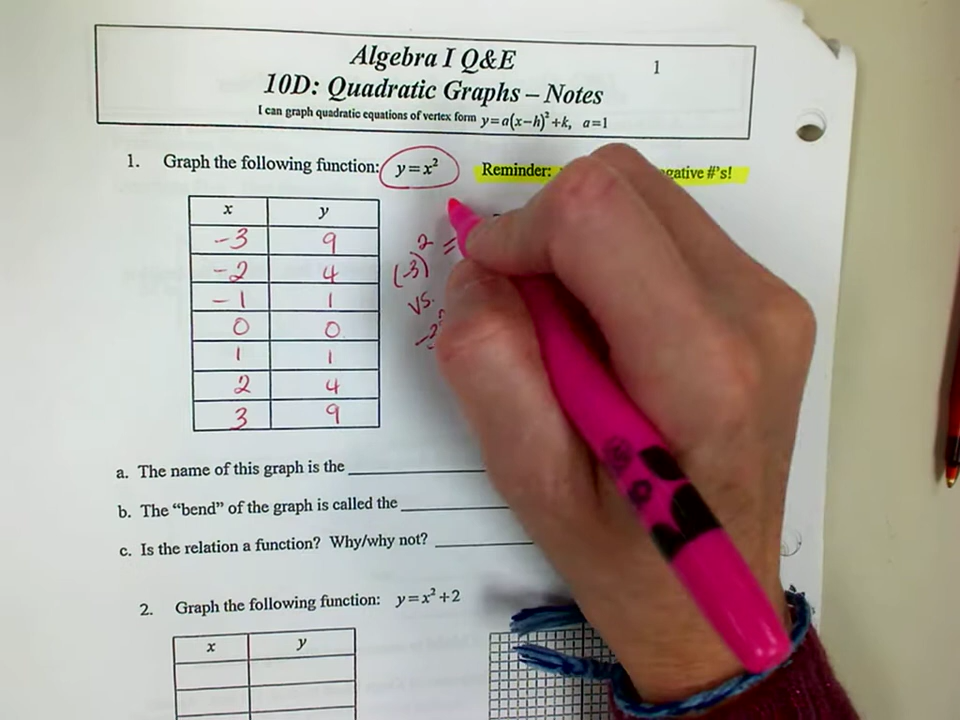 Algebra I Q&E
1
10D: Quadratic Graphs – Notes
I can graph quadratic equations of vertex form y=a(x−h)²+k, a=1
1. Graph the following function: y=x²
Reminder: #'s!
x y
-3 9
-2 4
-1 1
0 0
1 1
2 4
3 9
(-3)² =
vs.
a. The name of this graph is the
b. The “bend” of the graph is called the
c. Is the relation a function? Why/why not?
2. Graph the following function: y=x²+2
x y